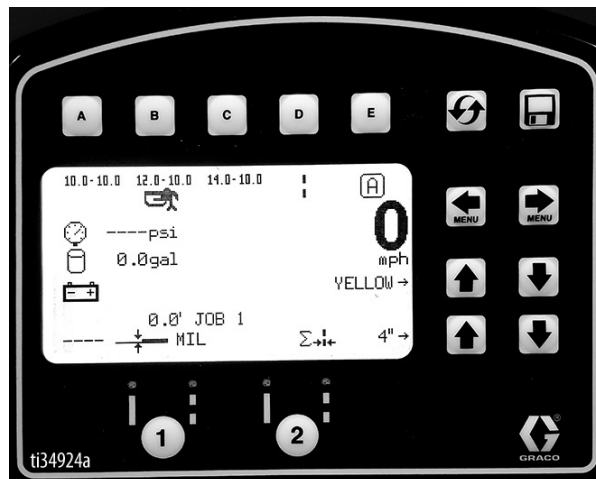 A B C D E
10.0-10.0 12.0-10.0 14.0-10.0 A
MENU MENU
----psi 0
0.0gal mph
- +
YELLOW→
0.0' JOB 1
---- MIL Σ 4"→
1 2
ti34924a GRACO